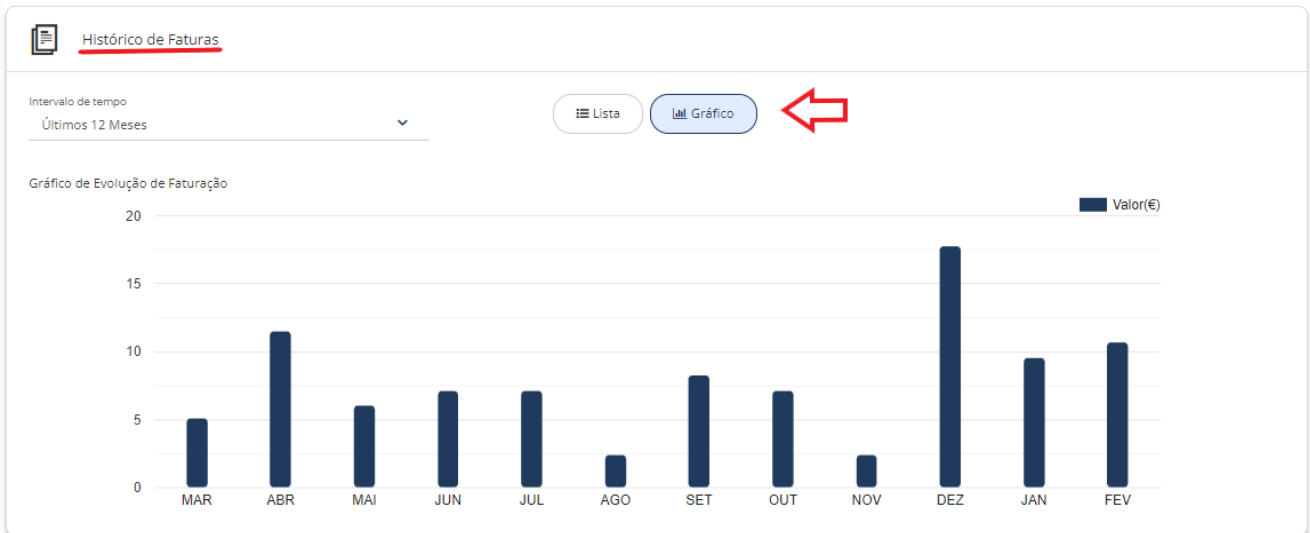 Histórico de Faturas
Intervalo de tempo
Últimos 12 Meses
Lista
Gráfico
Gráfico de Evolução de Faturação
Valor(€)
20
15
10
5
0
MAR ABR MAI JUN JUL AGO SET OUT NOV DEZ JAN FEV